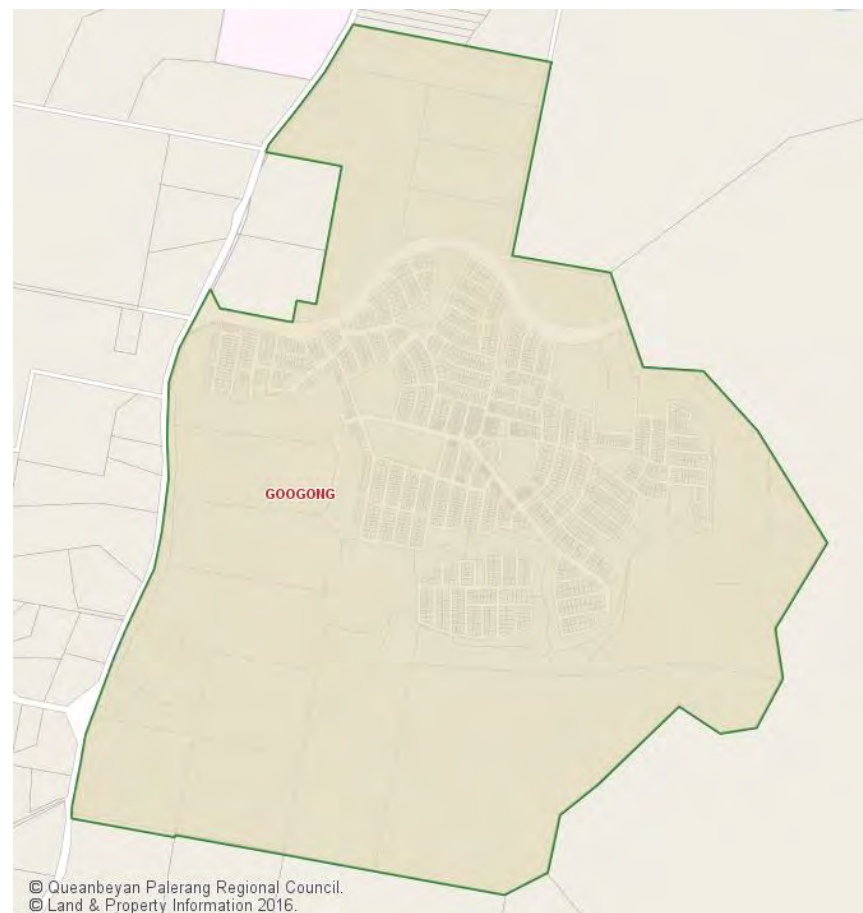 GOOGONG
© Queanbeyan Palerang Regional Council.
© Land & Property Information 2016.